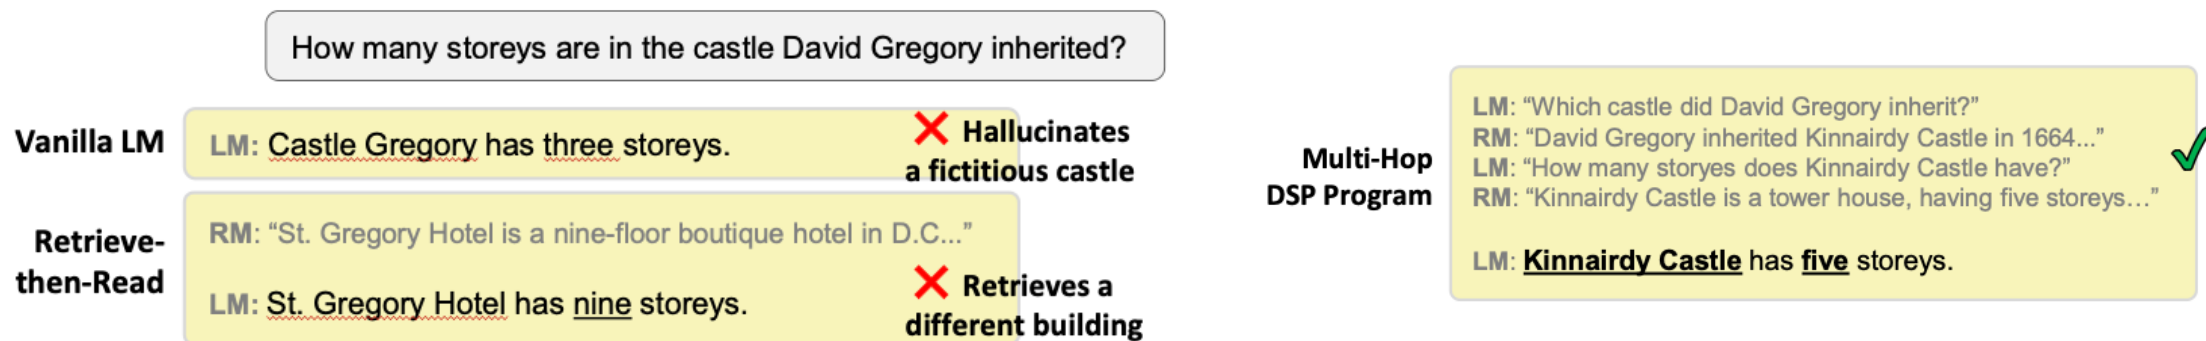 How many storeys are in the castle David Gregory inherited?
Vanilla LM
LM: Castle Gregory has three storeys.
Hallucinates
a fictitious castle
Retrieve-
then-Read
RM: “St. Gregory Hotel is a nine-floor boutique hotel in D.C...”
LM: St. Gregory Hotel has nine storeys.
Retrieves a
different building
Multi-Hop
DSP Program
LM: “Which castle did David Gregory inherit?”
RM: “David Gregory inherited Kinnairdy Castle in 1664...”
LM: “How many storyes does Kinnairdy Castle have?”
RM: “Kinnairdy Castle is a tower house, having five storeys…”
LM: Kinnairdy Castle has five storeys.